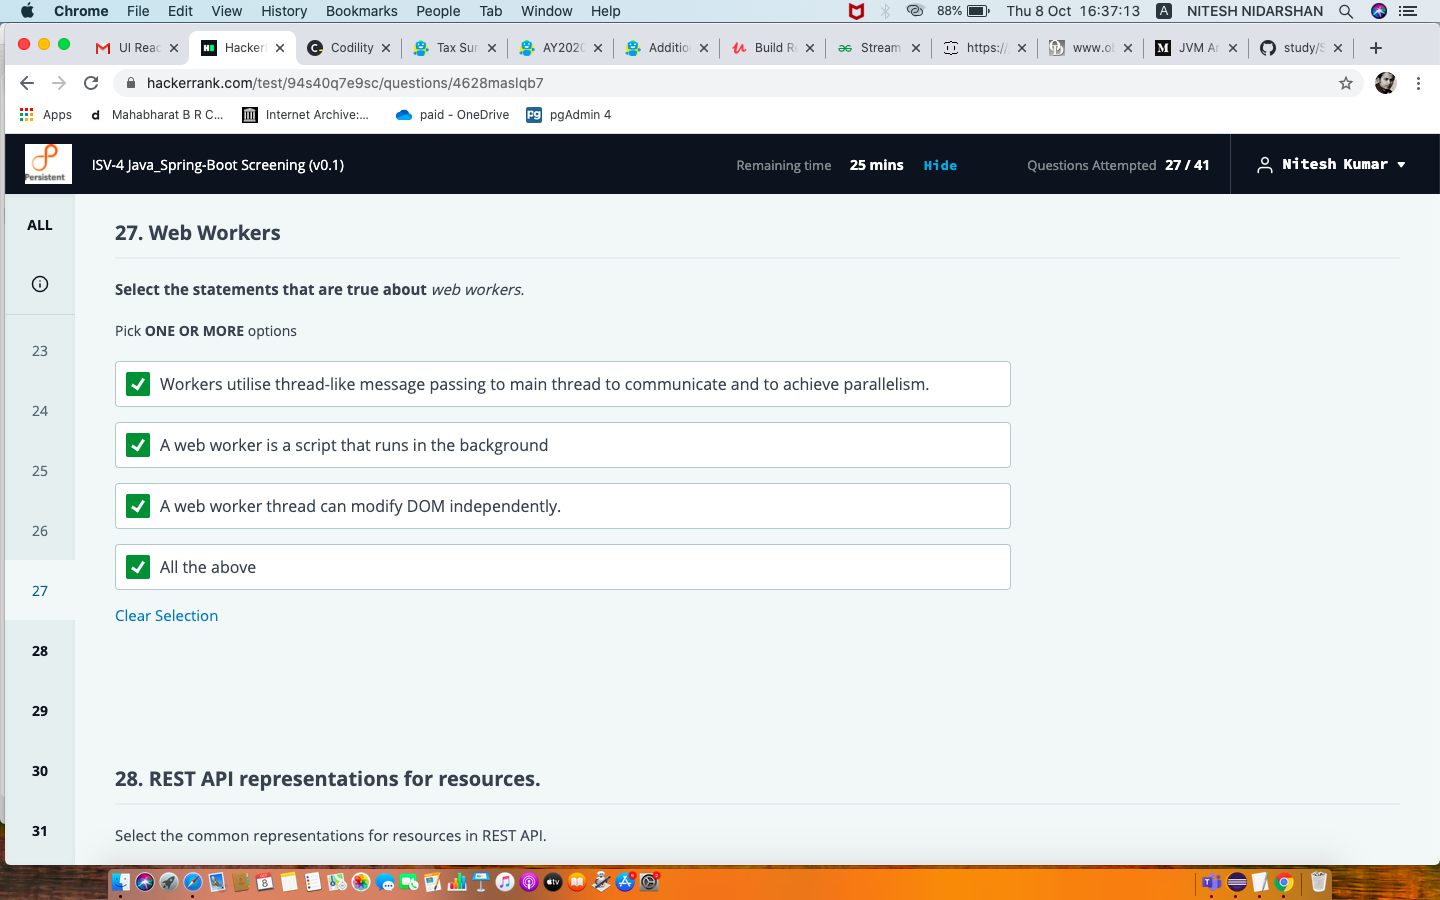 Chrome File Edit View History Bookmarks People Tab Window Help 88% Thu 8 Oct 16:37:13 A NITESH NIDARSHAN
UI Reac Hacker Codility Tax Sur AY202 Additio Build R Stream https:// www.o M JVM Ar study/S
hackerrank.com/test/94s40q7e9sc/questions/4628maslqb7
Apps d Mahabharat B R C... Internet Archive:... paid - OneDrive pg pgAdmin 4
Persistent ISV-4 Java_Spring-Boot Screening (v0.1) Remaining time 25 mins Hide Questions Attempted 27 / 41 Nitesh Kumar
ALL
27. Web Workers
Select the statements that are true about web workers.
Pick ONE OR MORE options
23
Workers utilise thread-like message passing to main thread to communicate and to achieve parallelism.
24
A web worker is a script that runs in the background
25
A web worker thread can modify DOM independently.
26
All the above
27
Clear Selection
28
29
30
28. REST API representations for resources.
31
Select the common representations for resources in REST API.
8 tv